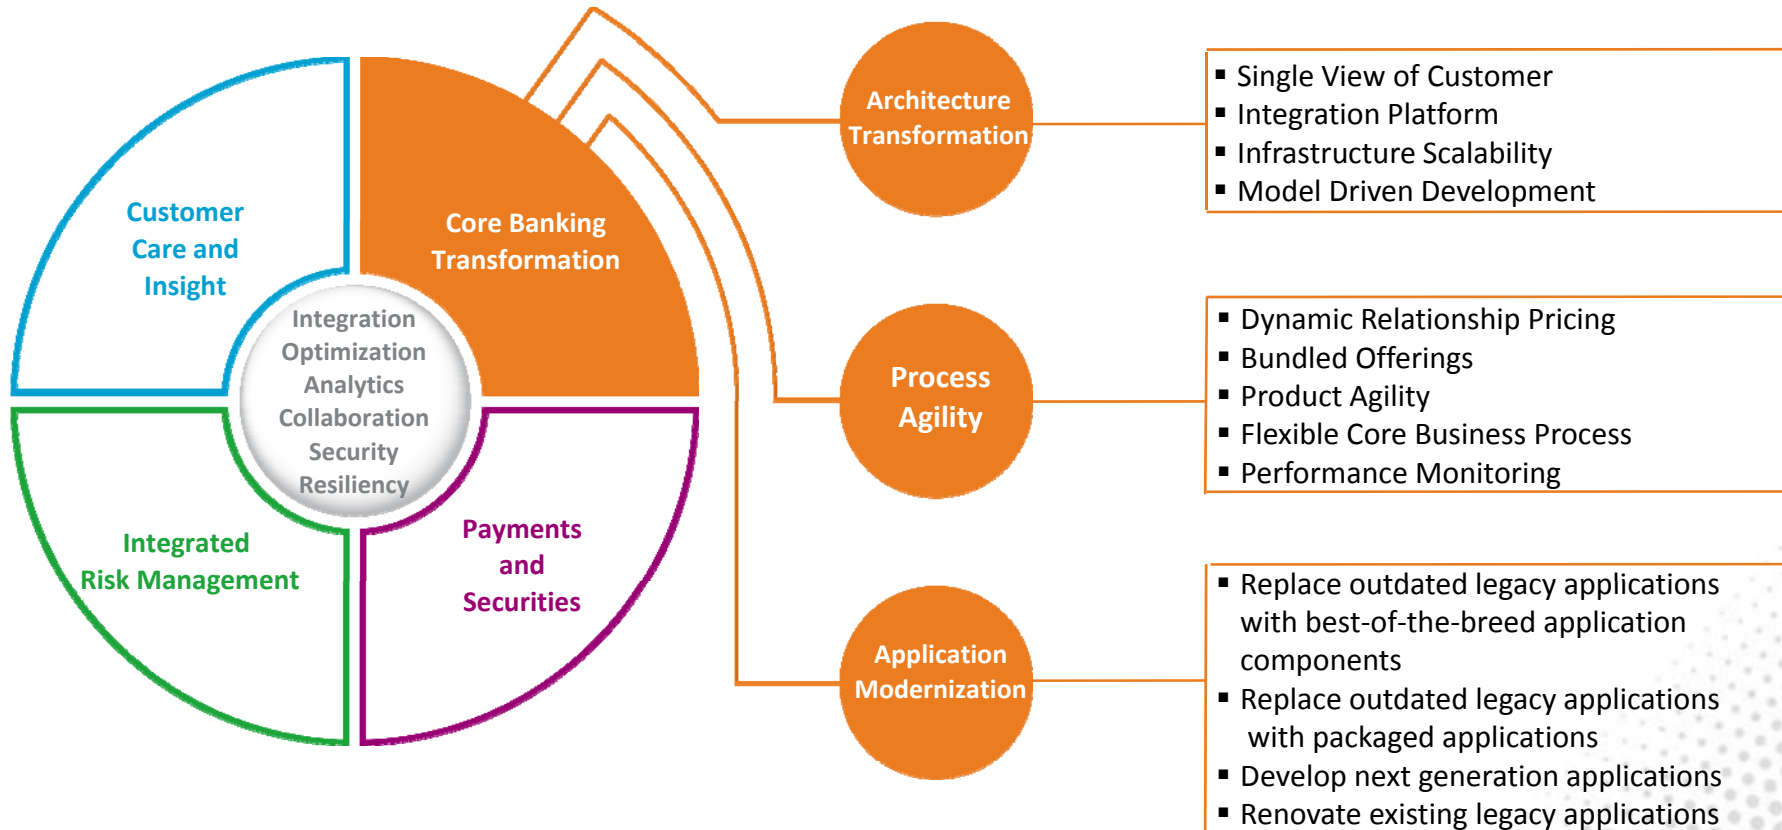 Customer
Care and
Insight
Core Banking
Transformation
Integration
Optimization
Analytics
Collaboration
Security
Resiliency
Integrated
Risk Management
Payments
and
Securities
Architecture
Transformation
▪ Single View of Customer
▪ Integration Platform
▪ Infrastructure Scalability
▪ Model Driven Development
Process
Agility
▪ Dynamic Relationship Pricing
▪ Bundled Offerings
▪ Product Agility
▪ Flexible Core Business Process
▪ Performance Monitoring
Application
Modernization
▪ Replace outdated legacy applications
with best-of-the-breed application
components
▪ Replace outdated legacy applications
with packaged applications
▪ Develop next generation applications
▪ Renovate existing legacy applications